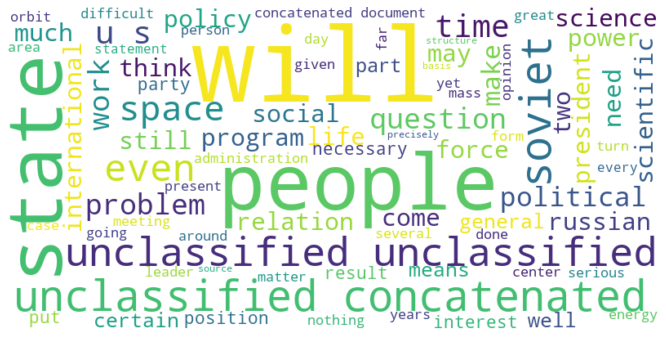 orbit difficult policy concatenated document time great science
much area statement u s person will day far may structure opinion power
state international work think party space given part yet basis mass make soviet two president need scientific
still program social life question necessary force form turn every
even administration precisely
problem present people relation come political
case meeting going around several general done russian
unclassified unclassified
leader source matter result means center serious
unclassified concatenated
put certain position nothing years interest well energy